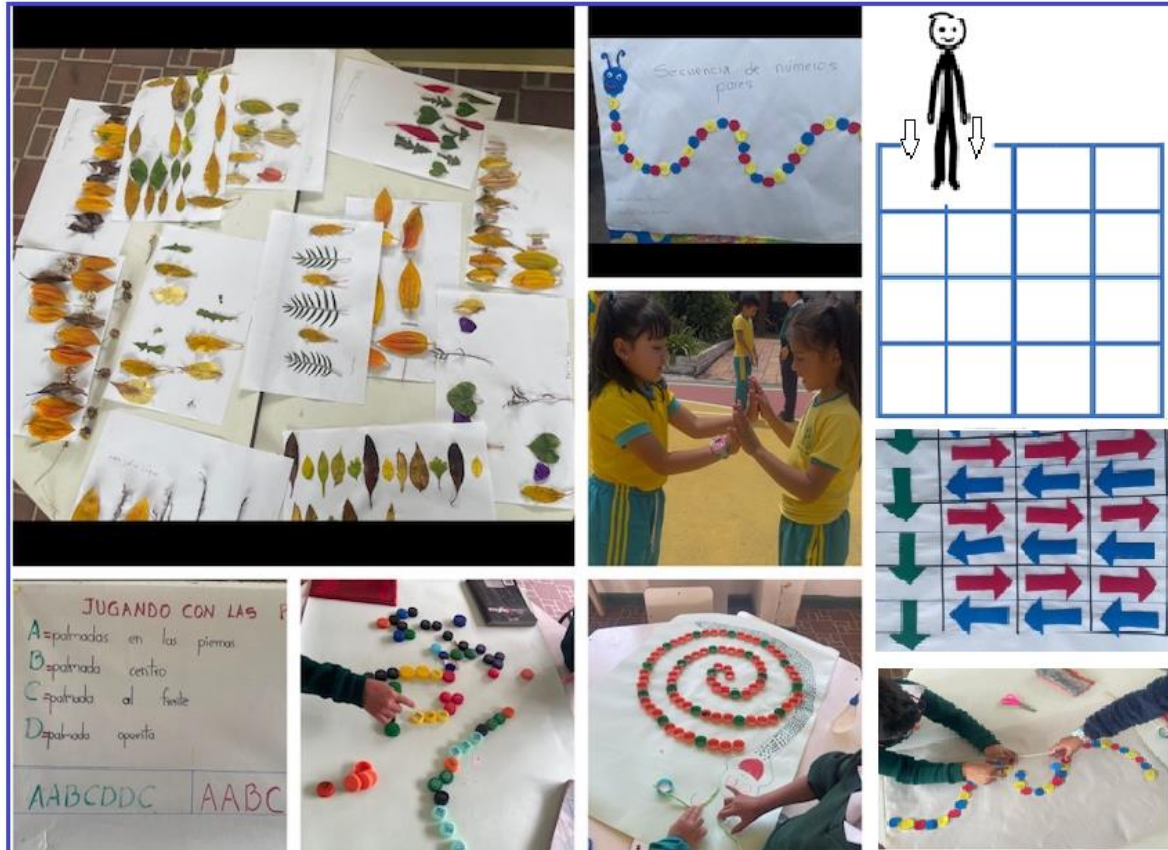 Secuencia de números
pares
JUGANDO CON LAS
A=palmadas en las piernas
B=palmada centro
C=palmada al frente
D=palmada oponita
AABCDDC
AABC